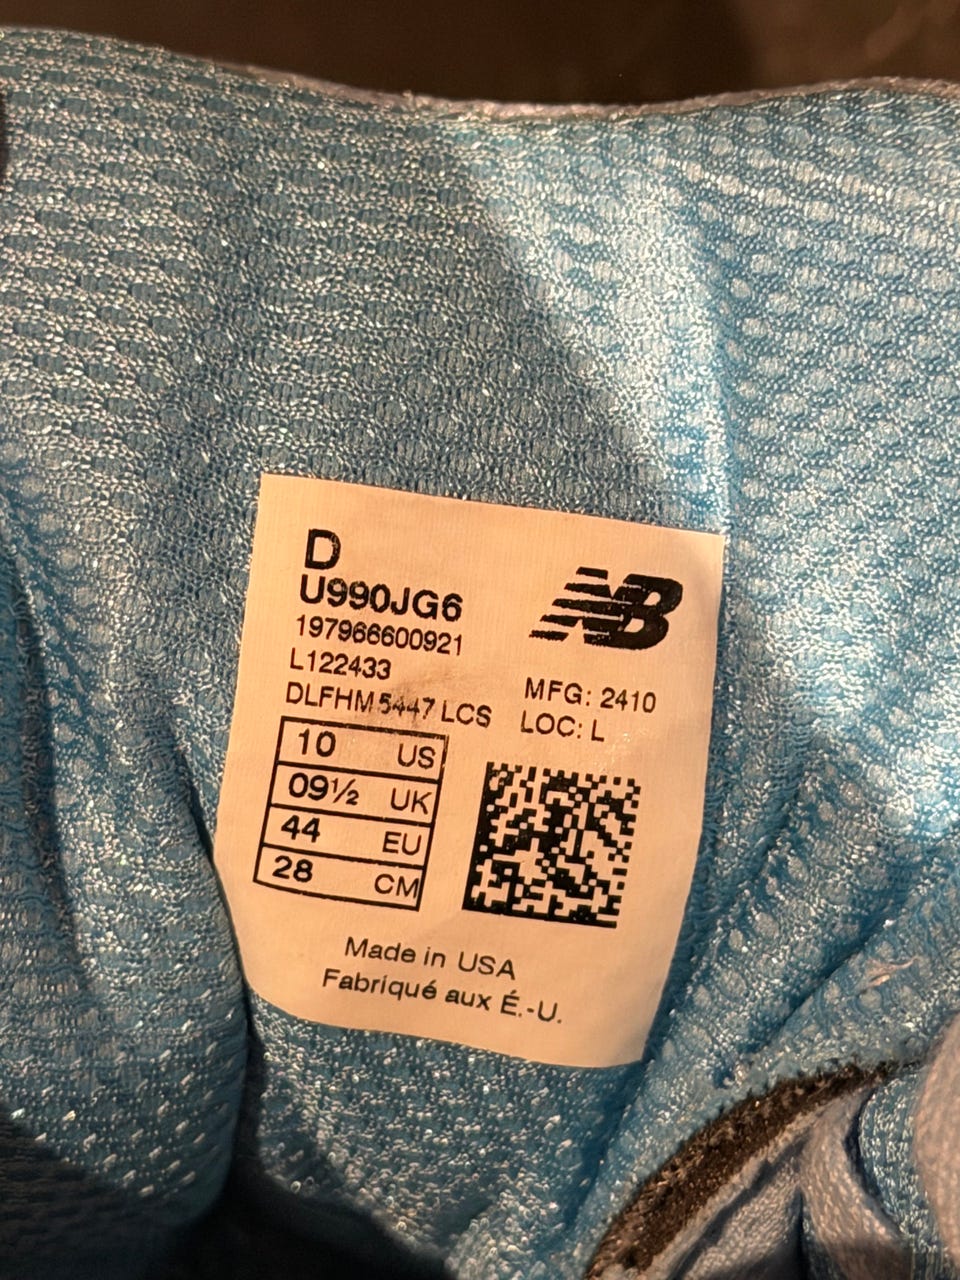 D
U990JG6
197966600921
L122433
DLFHM 5447 LCS
NB
MFG: 2410
LOC: L
10 US
09½ UK
44 EU
28 CM
Made in USA
Fabriqué aux É.-U.